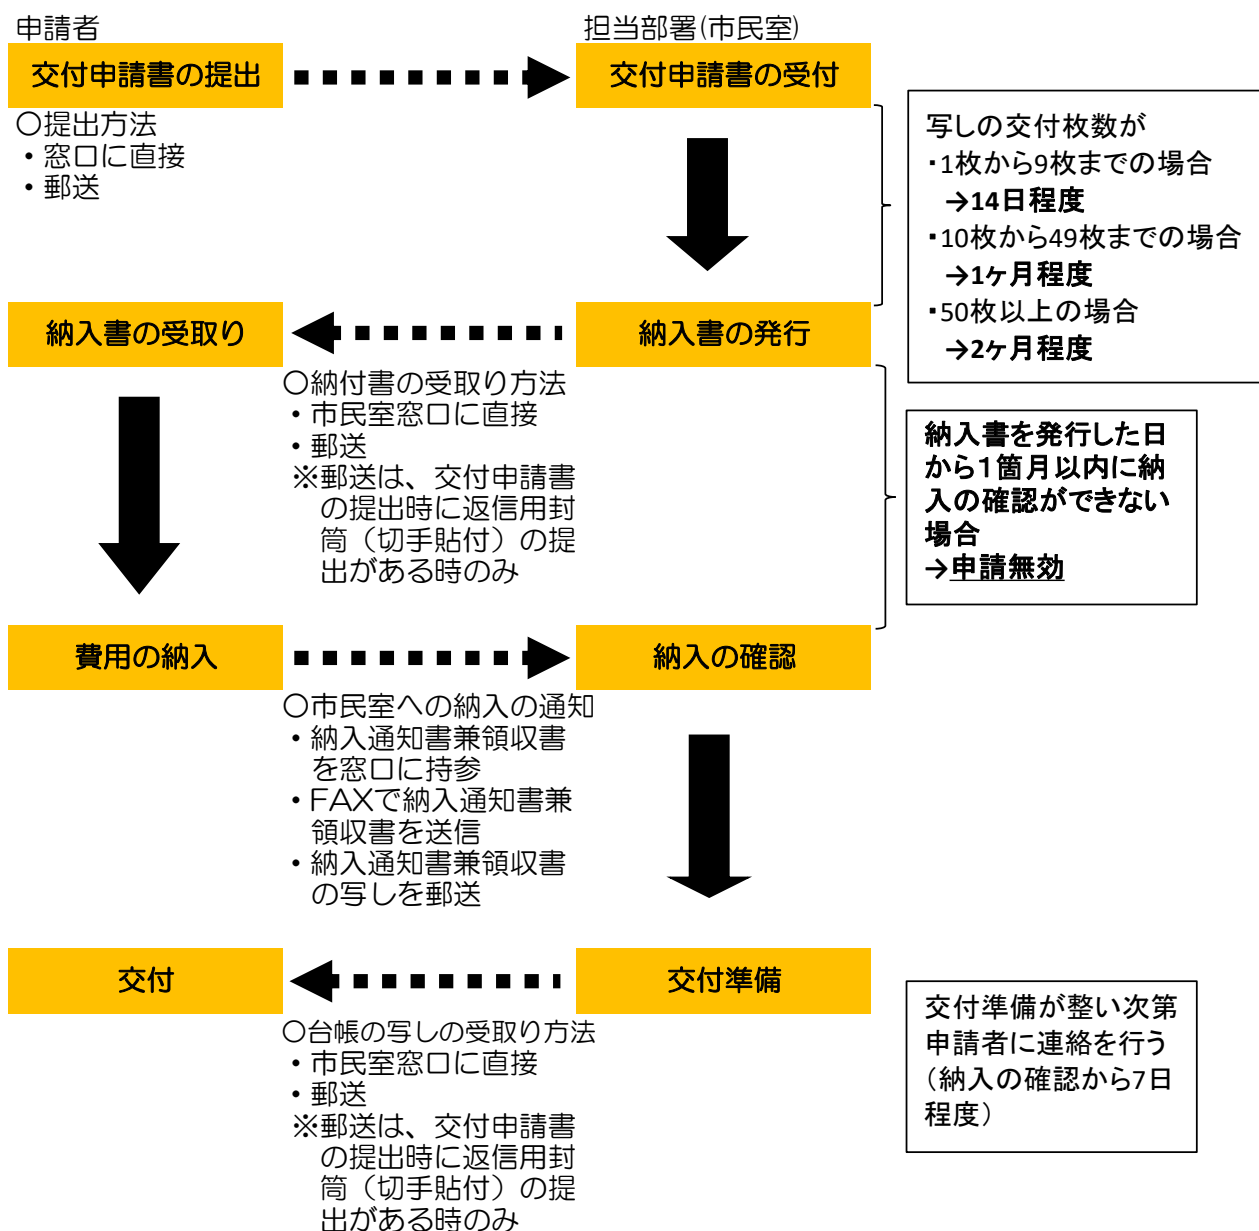 申請者
担当部署(市民室)
交付申請書の提出
交付申請書の受付
〇提出方法
・窓口に直接
・郵送
写しの交付枚数が
・1枚から9枚までの場合
→14日程度
・10枚から49枚までの場合
→1ヶ月程度
・50枚以上の場合
→2ヶ月程度
納入書の受取り
納入書の発行
〇納付書の受取り方法
・市民室窓口に直接
・郵送
※郵送は、交付申請書
の提出時に返信用封
筒（切手貼付）の提
出がある時のみ
納入書を発行した日
から1箇月以内に納
入の確認ができない
場合
→申請無効
費用の納入
納入の確認
〇市民室への納入の通知
・納入通知書兼領収書
を窓口に持参
・FAXで納入通知書兼
領収書を送信
・納入通知書兼領収書
の写しを郵送
交付
交付準備
〇台帳の写しの受取り方法
・市民室窓口に直接
・郵送
※郵送は、交付申請書
の提出時に返信用封
筒（切手貼付）の提
出がある時のみ
交付準備が整い次第
申請者に連絡を行う
（納入の確認から7日
程度）